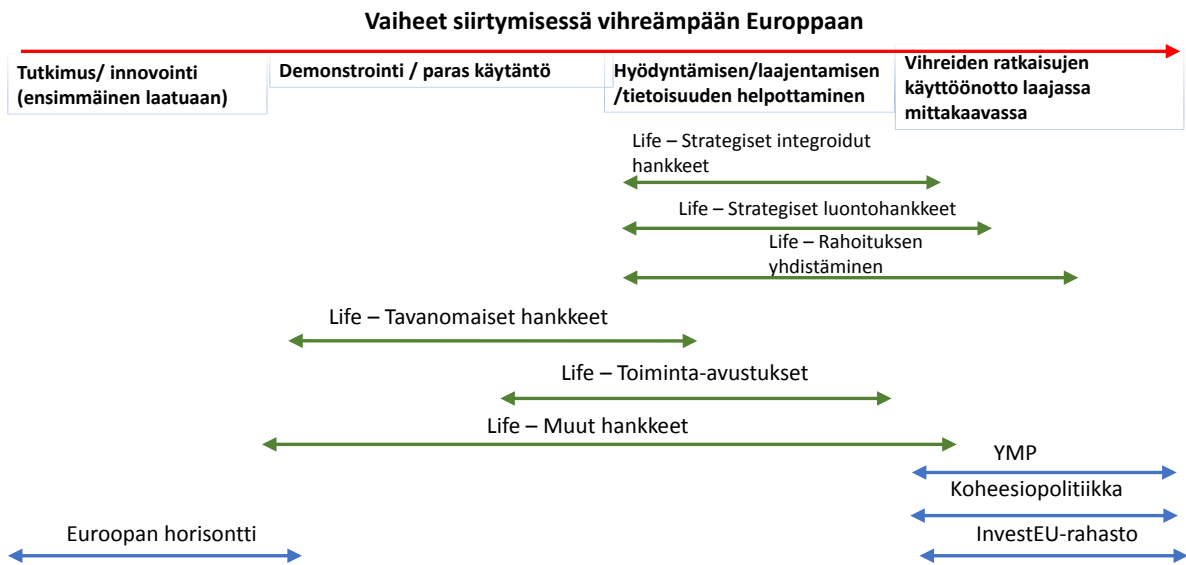 Vaiheet siirtymisessä vihreämpään Europpaan
Tutkimus/ innovointi
(ensimmäinen laatuaan)
Demonstrointi / paras käytäntö
Hyödyntämisen/laajentamisen
/tietoisuuden helpottaminen
Vihreiden ratkaisujen
käyttöönotto laajassa
mittakaavassa
Life – Strategiset integroidut
hankkeet
Life – Strategiset luontohankkeet
Life – Rahoituksen
yhdistäminen
Life – Tavanomaiset hankkeet
Life – Toiminta-avustukset
Life – Muut hankkeet
YMP
Koheesiopolitiikka
Euroopan horisontti
InvestEU-rahasto